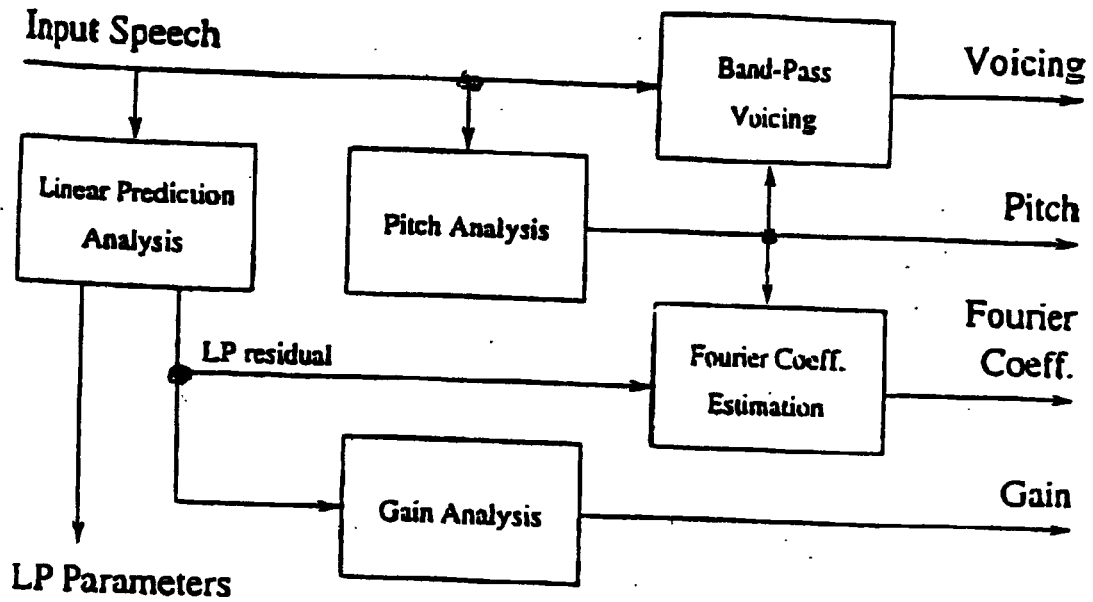 Input Speech
Band-Pass
Voicing
Voicing
Linear Prediction
Analysis
Pitch Analysis
Pitch
LP residual
Fourier Coeff.
Estimation
Fourier
Coeff.
Gain Analysis
Gain
LP Parameters